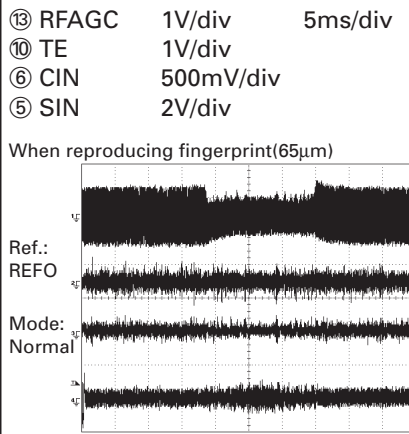 ⑬ RFAGC 1V/div 5ms/div
⑩ TE 1V/div
⑥ CIN 500mV/div
⑤ SIN 2V/div
When reproducing fingerprint(65µm)
Ref.:
REFO
Mode:
Normal